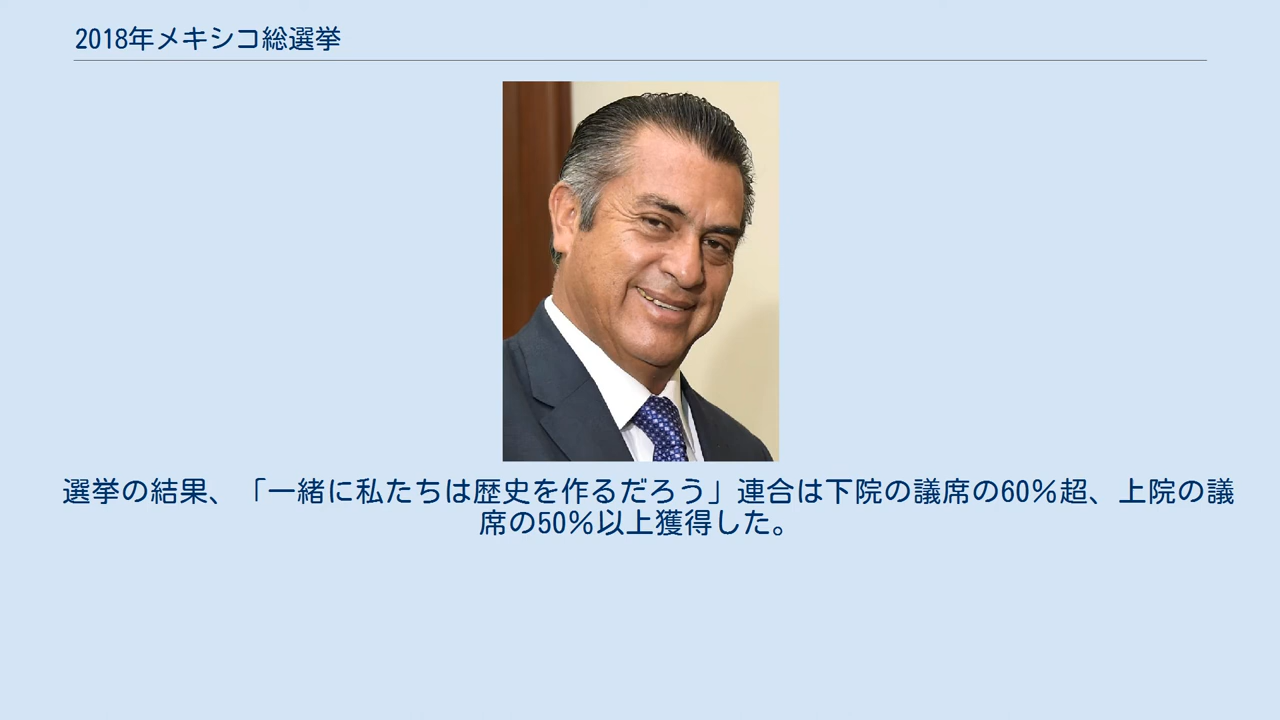 2018年メキシコ総選挙
選挙の結果、「一緒に私たちは歴史を作るだろう」連合は下院の議席の60％超、上院の議
席の50％以上獲得した。